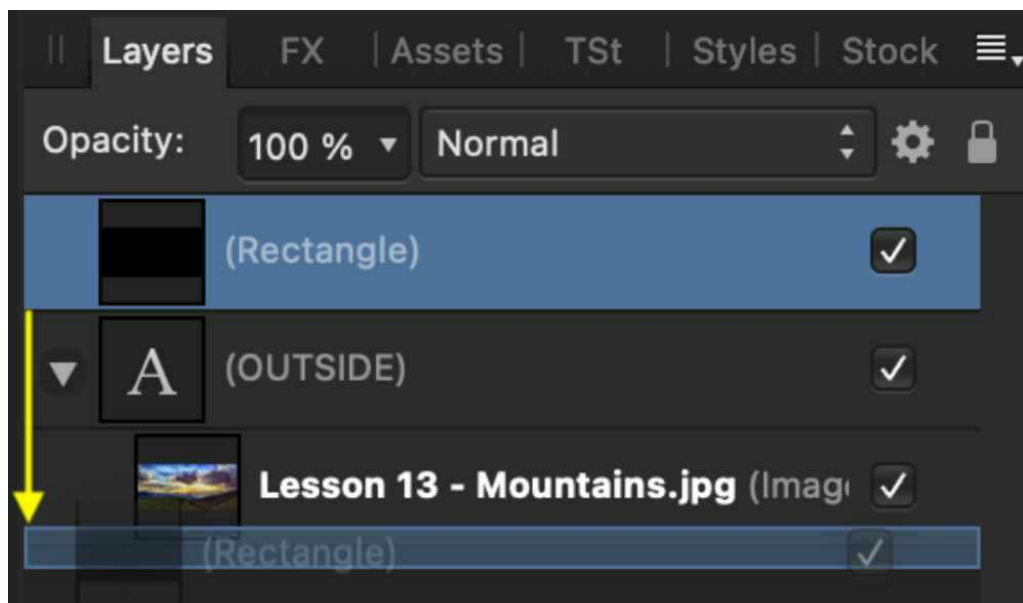 Layers FX Assets TSt Styles Stock
Opacity: 100 % Normal
(Rectangle)
A (OUTSIDE)
Lesson 13 - Mountains.jpg (Imag
(Rectangle)